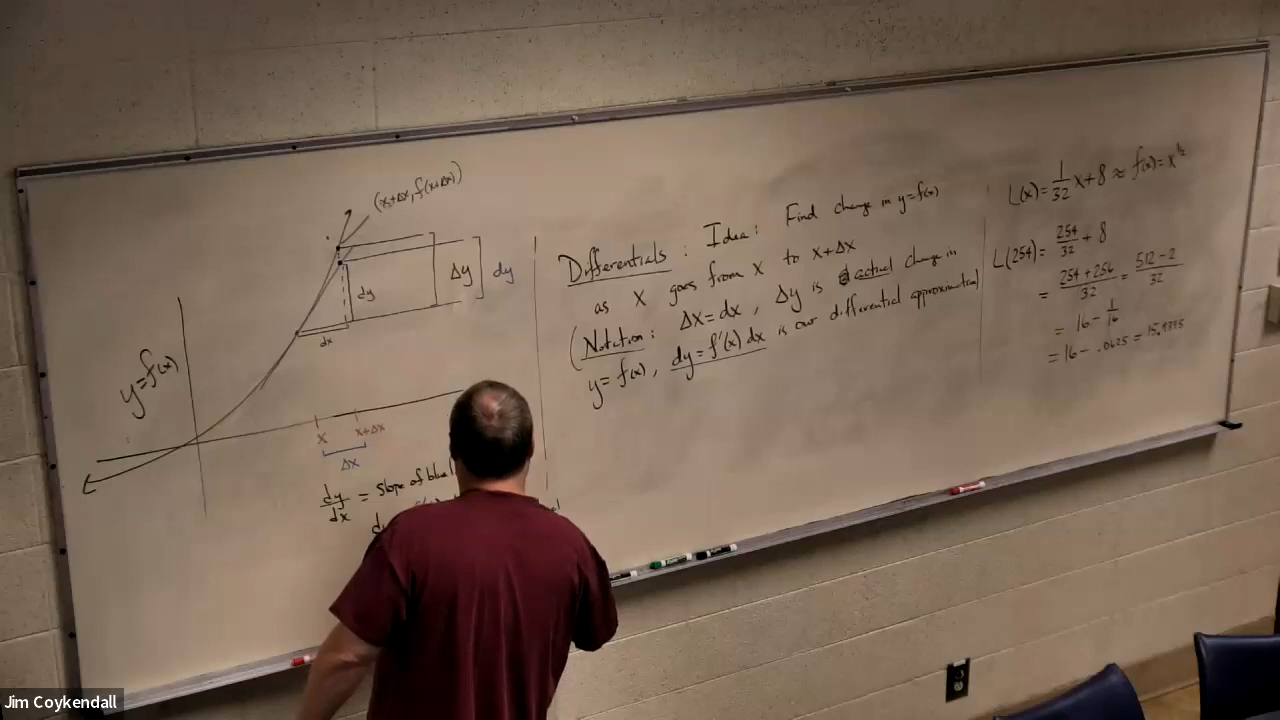 (x+Δx, f(x+Δx))
Δy
dy
dy
dx
y=f(x)
x
x+Δx
Δx
dy/dx = slope of blue
Differentials : Idea: Find change in y=f(x)
as x goes from x to x+Δx
(Notation: Δx=dx, Δy is actual change in
y=f(x), dy=f'(x) dx is our differential approximation
L(x) = 1/32 x+8 ≈ f(x)=x^1/2
L(254) = 254/32 + 8
= 254+256/32 = 512-2/32
= 16 - 1/16
= 16 - .0625 = 15.9375
Jim Coykendall